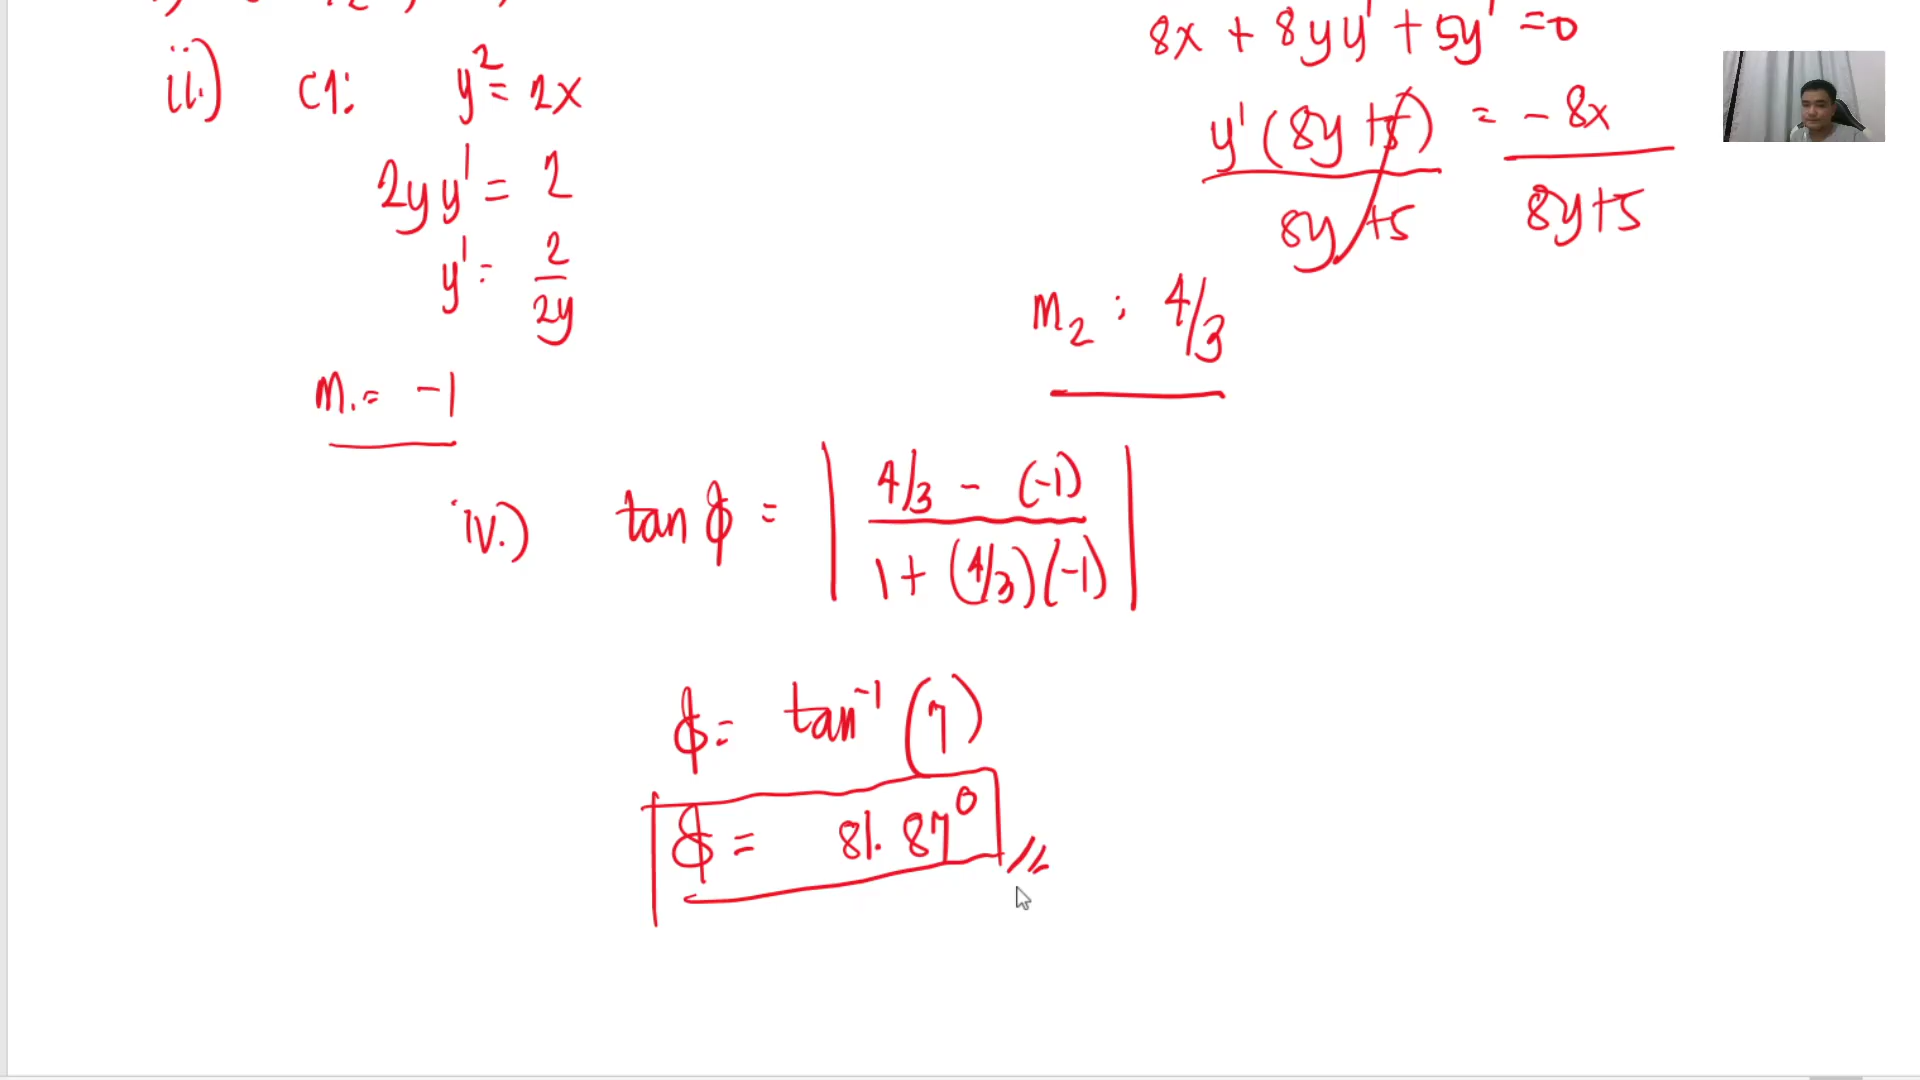 8x + 8yy' + 5y' = 0
ii.) C1: y² = 2x
y'(8y + 5) / 8y + 5 = -8x / 8y + 5
2yy' = 2
y' = 2/2y
m₂ : 4/3
m₁ = -1
iv.) tan ϕ = | 4/3 - (-1) / 1 + (4/3)(-1) |
ϕ = tan⁻¹ (7)
ϕ = 81.87°